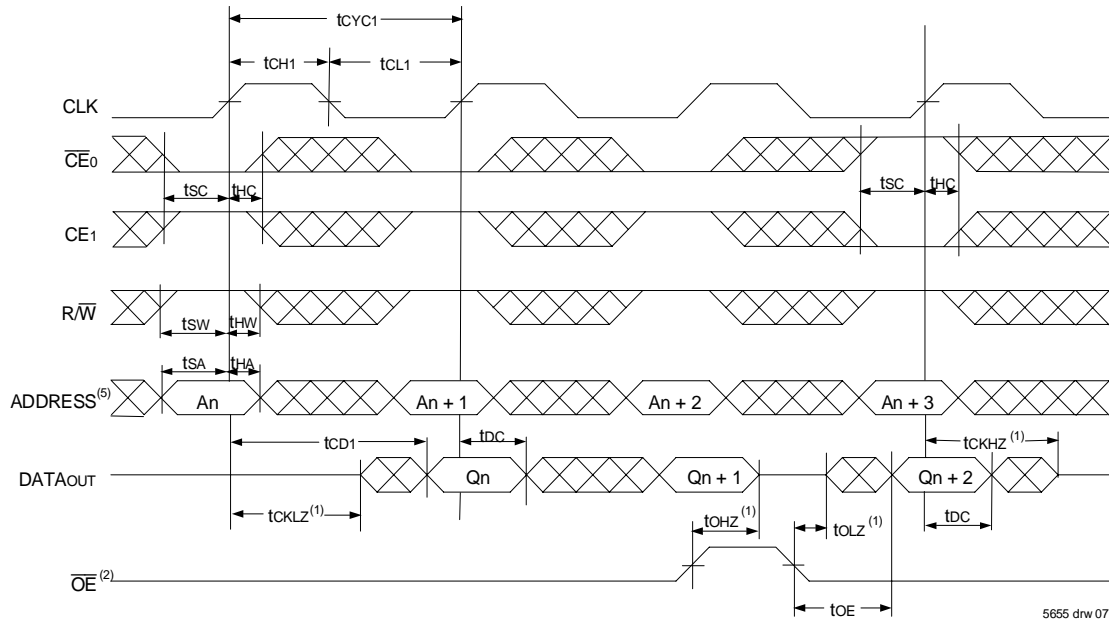 tCYC1
tCH1 tCL1
CLK
CE0
tSC tHC tSC tHC
CE1
R/W
tSW tHW
tSA tHA
ADDRESS(5) An An + 1 An + 2 An + 3
tCD1 tDC tCKHZ(1)
DATAOUT Qn Qn + 1 Qn + 2
tCKLZ(1) tOHZ(1) tOLZ(1) tDC
OE(2)
tOE
5655 drw 07